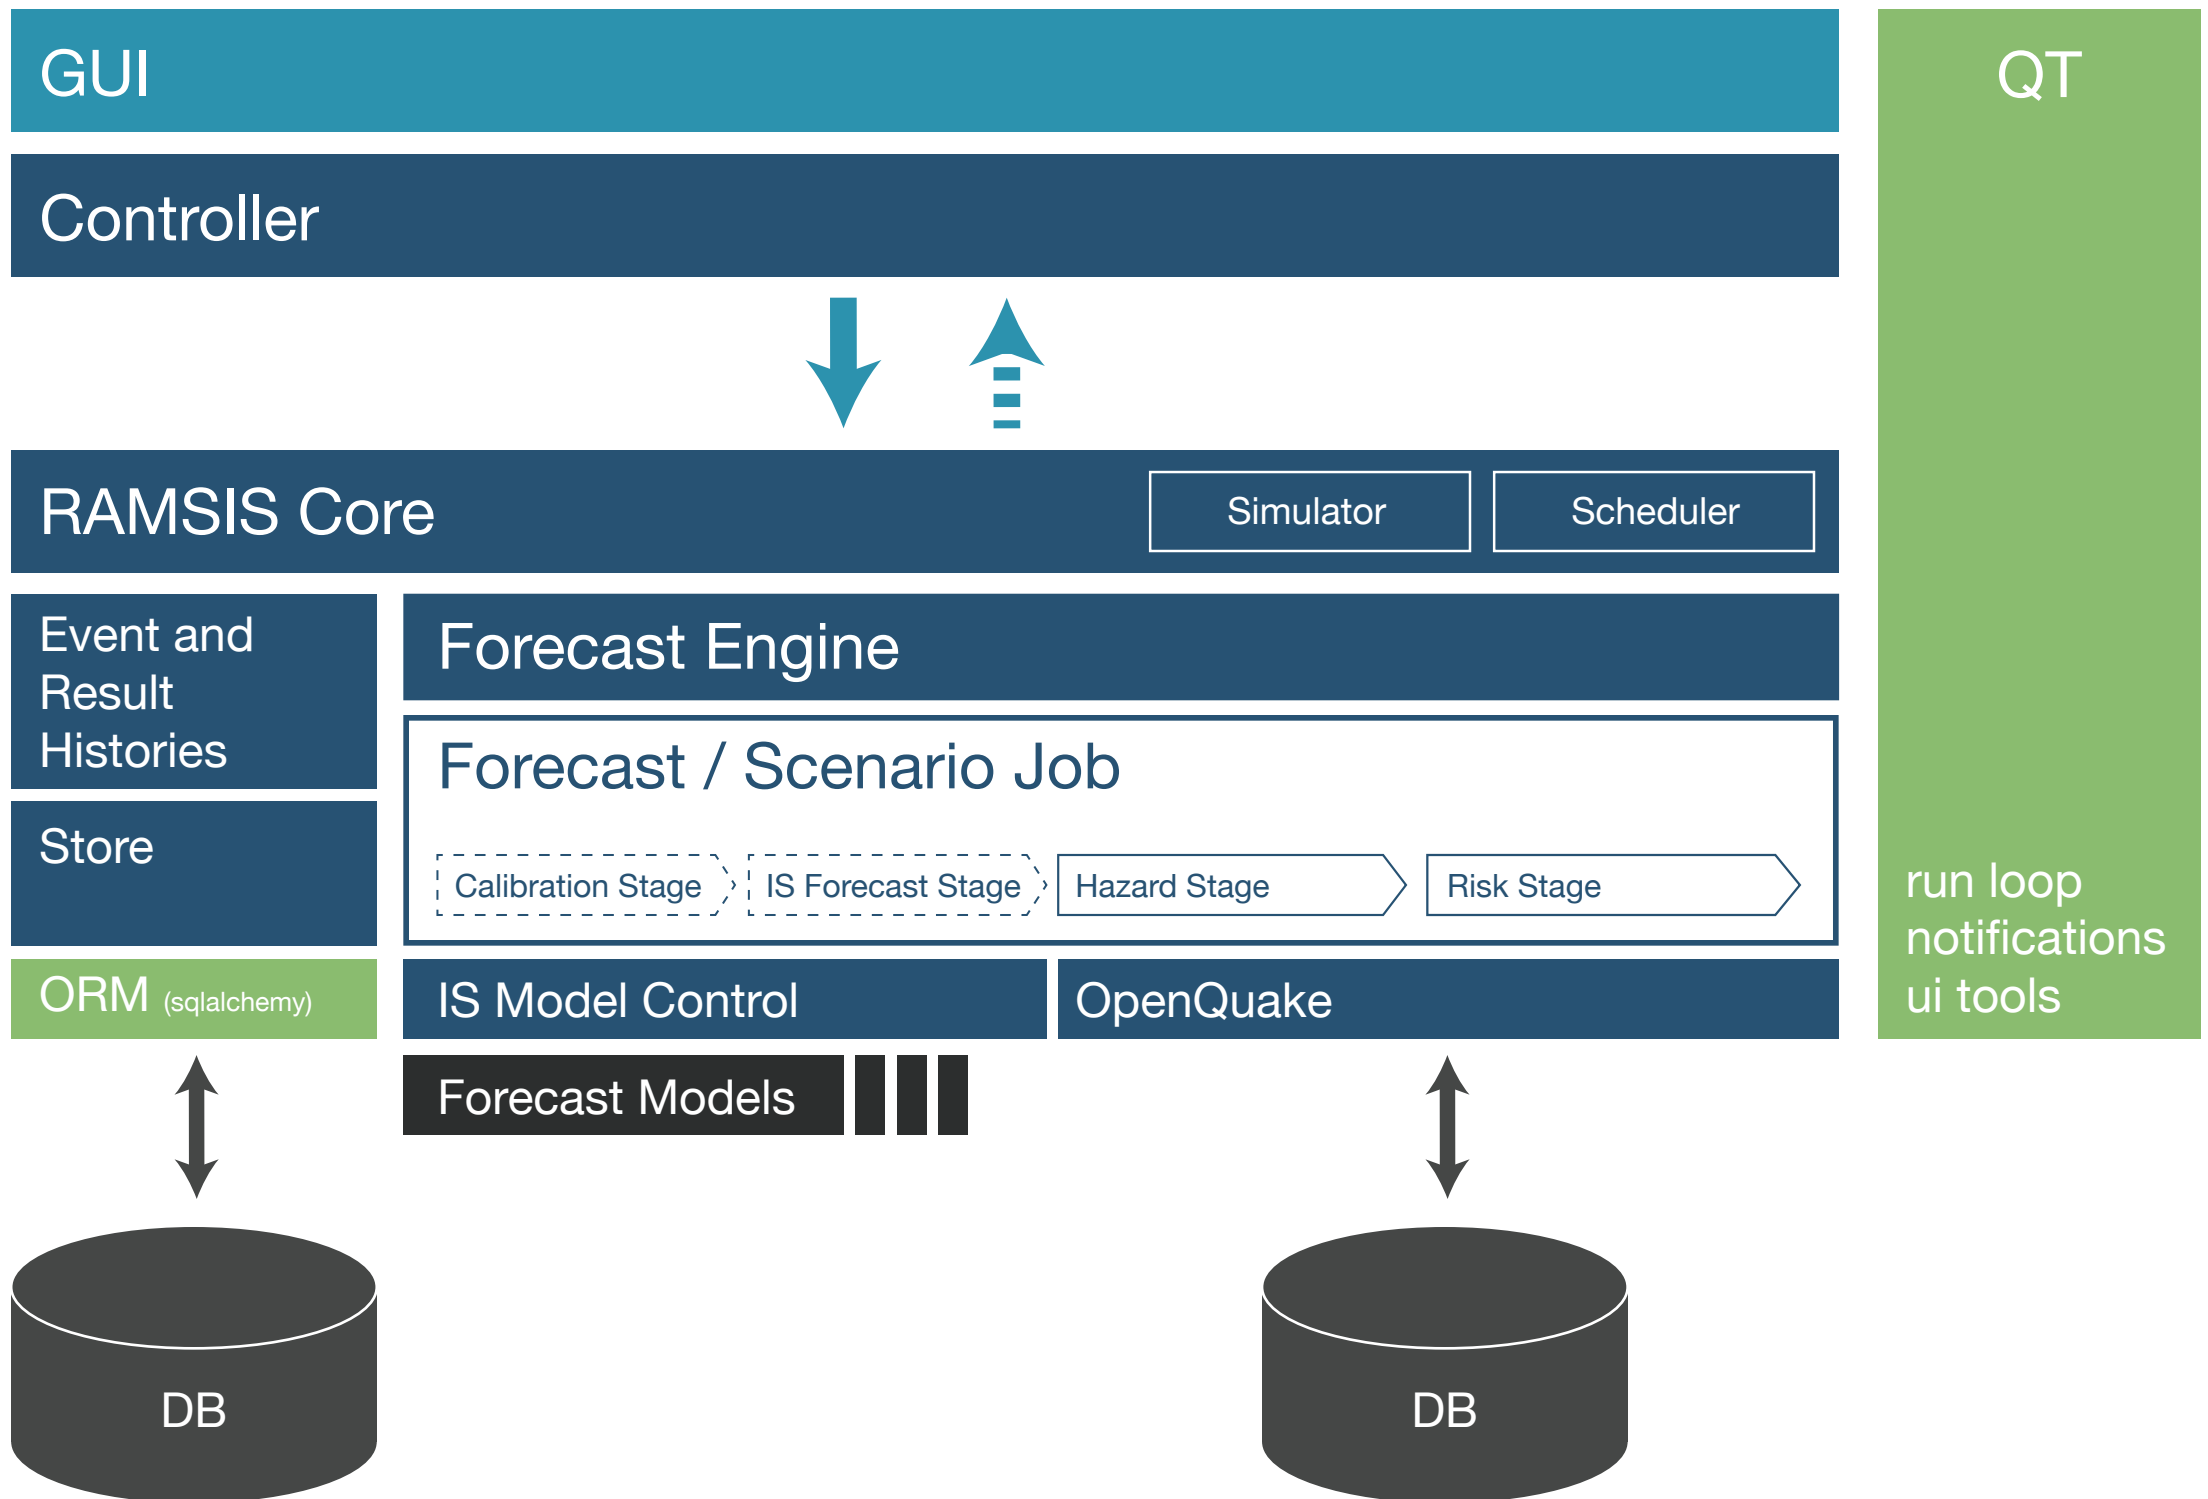 GUI
QT
Controller
RAMSIS Core
Simulator
Scheduler
Event and
Result
Histories
Forecast Engine
Forecast / Scenario Job
Store
Calibration Stage
IS Forecast Stage
Hazard Stage
Risk Stage
run loop
notifications
ui tools
ORM (sqlalchemy)
IS Model Control
OpenQuake
Forecast Models
DB
DB